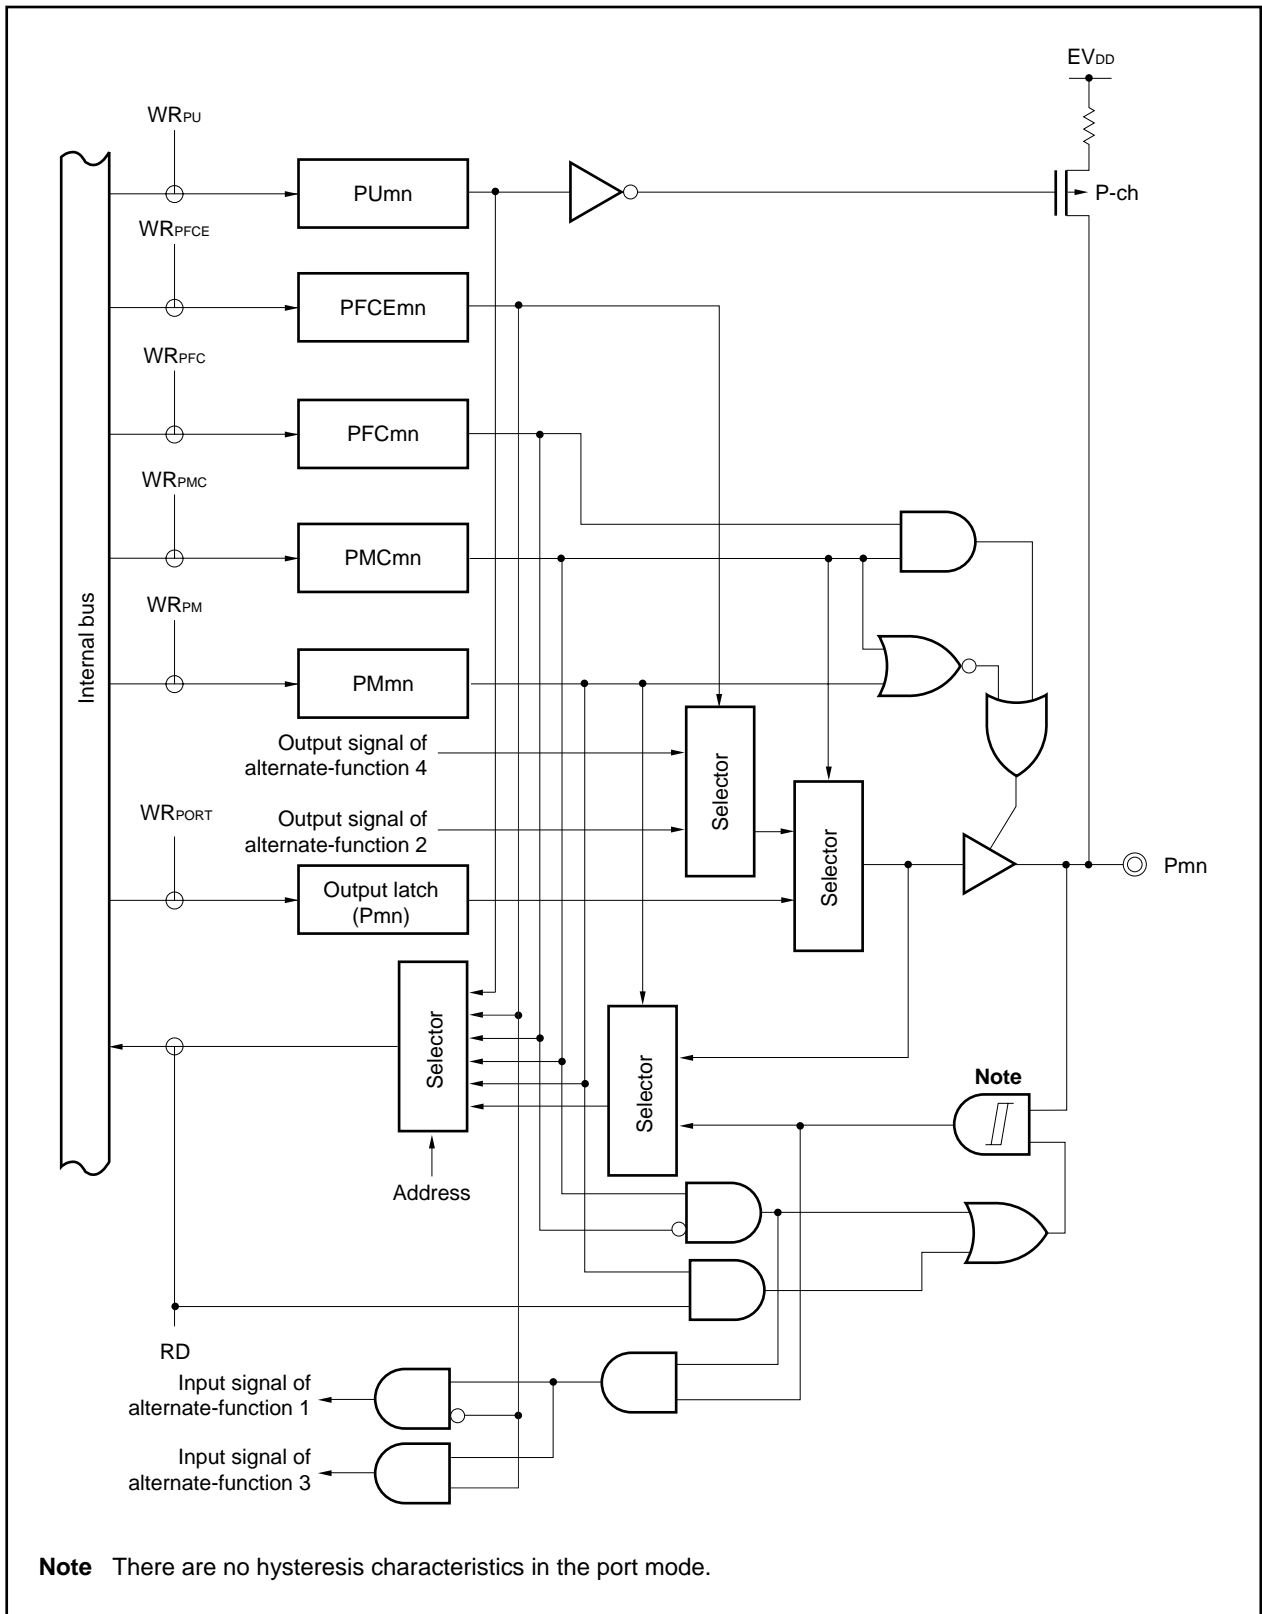 EVDD
WRPU
PUmn
P-ch
WRPFCE
PFCEmn
WRPFC
PFCmn
WRPMC
PMCmn
WRPM
PMmn
Internal bus
Output signal of
alternate-function 4
Selector
Output signal of
alternate-function 2
WRPORT
Output latch
(Pmn)
Selector
Pmn
Selector
Address
Selector
Note
RD
Input signal of
alternate-function 1
Input signal of
alternate-function 3
Note There are no hysteresis characteristics in the port mode.